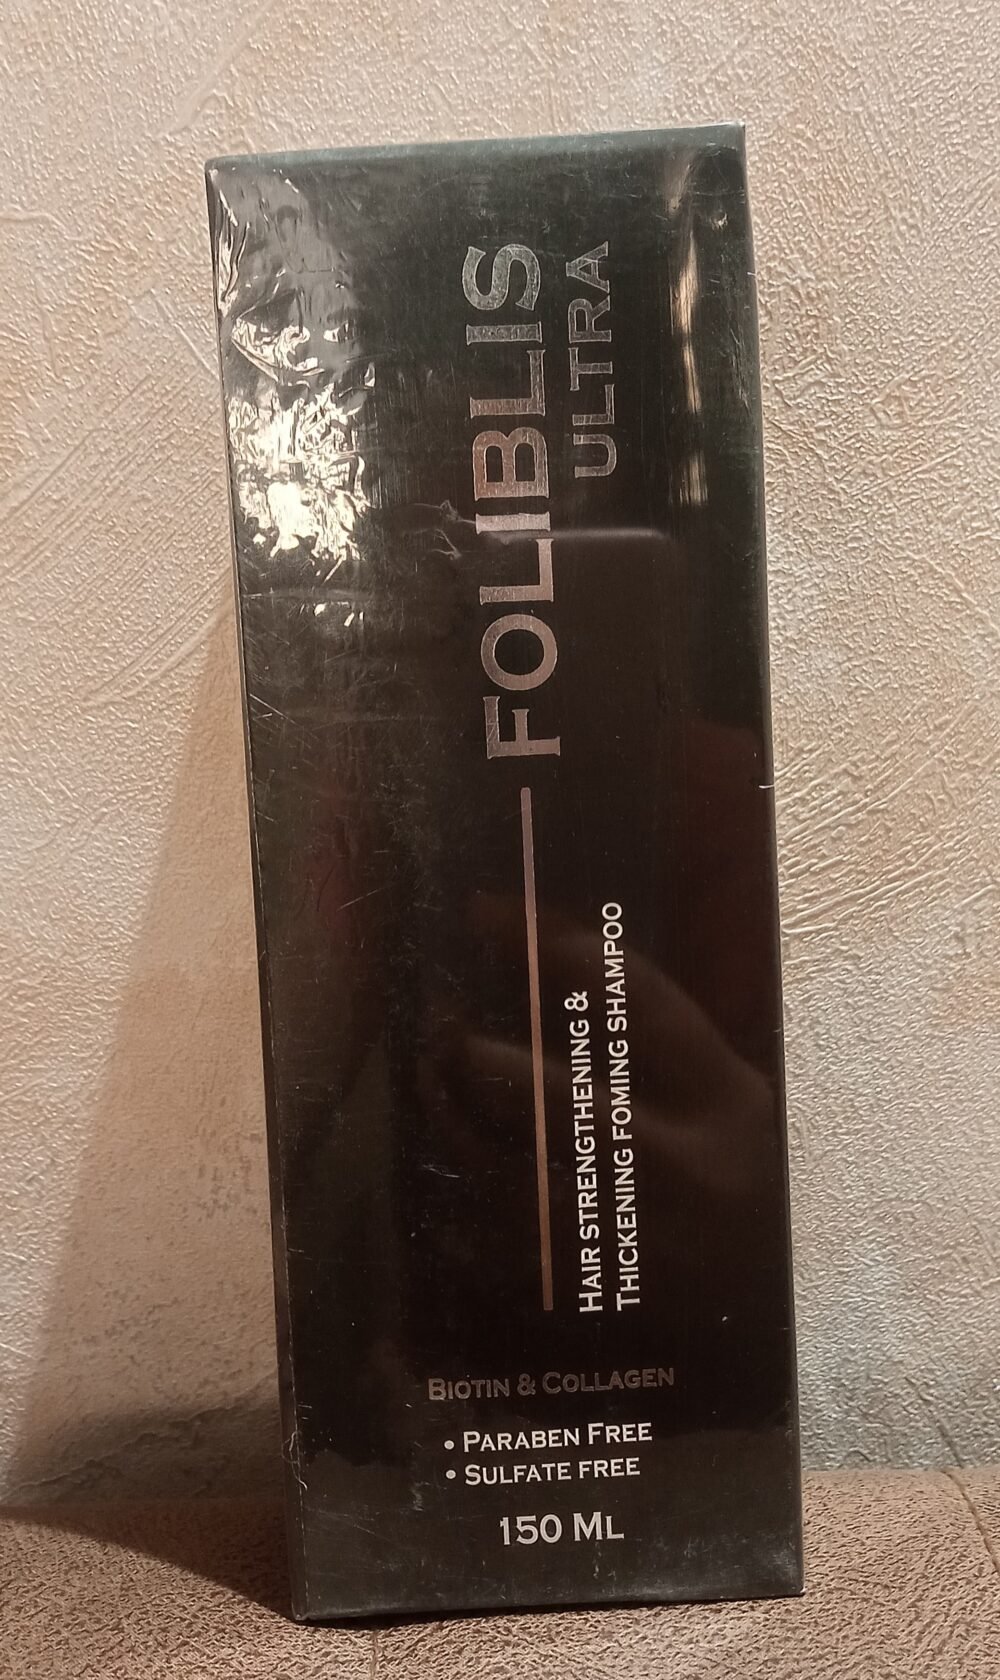 FOLIBLIS
ULTRA
HAIR STRENGTHENING &
THICKENING FOMING SHAMPOO
BIOTIN & COLLAGEN
• PARABEN FREE
• SULFATE FREE
150 ML